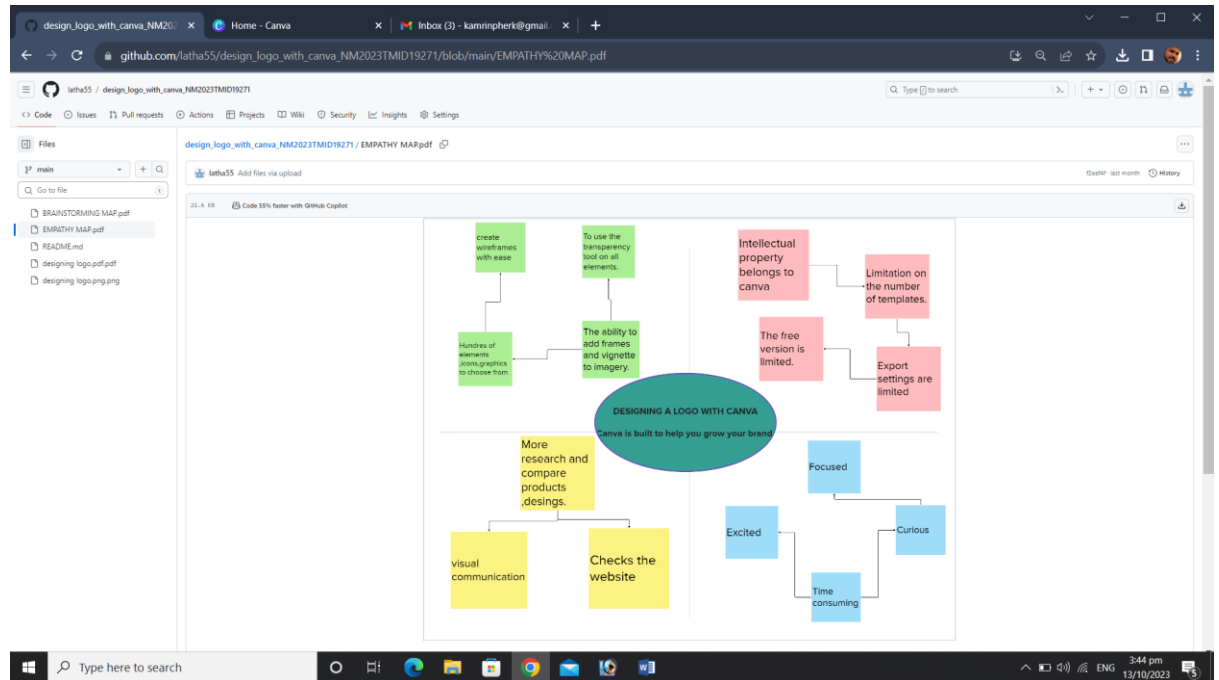 design_logo_with_canva_NM202
Home - Canva
Inbox (3) - kamrinpherk@gmail.
github.com/latha55/design_logo_with_canva_NM2023TMID19271/blob/main/EMPATHY%20MAP.pdf
latha55 / design_logo_with_canva_NM2023TMID19271
Type / to search
Code
Issues
Pull requests
Actions
Projects
Wiki
Security
Insights
Settings
Files
design_logo_with_canva_NM2023TMID19271 / EMPATHY MAP.pdf
main
latha55 Add files via upload
last month
History
Go to file
t
21.6 KB
Code 55% faster with GitHub Copilot
BRAINSTORMING MAP.pdf
EMPATHY MAP.pdf
README.md
designing logo.pdf.pdf
designing logo.png.png
create
wireframes
with ease
To use the
transparency
tool on all
elements.
Hundres of
elements
,icons,graphics
to choose from
The ability to
add frames
and vignette
to imagery.
Intellectual
property
belongs to
canva
Limitation on
the number
of templates.
The free
version is
limited.
Export
settings are
limited
DESIGNING A LOGO WITH CANVA
Canva is built to help you grow your brand
More
research and
compare
products
,desings.
visual
communication
Checks the
website
Focused
Excited
Curious
Time
consuming
Type here to search
ENG
3:44 pm
13/10/2023
5